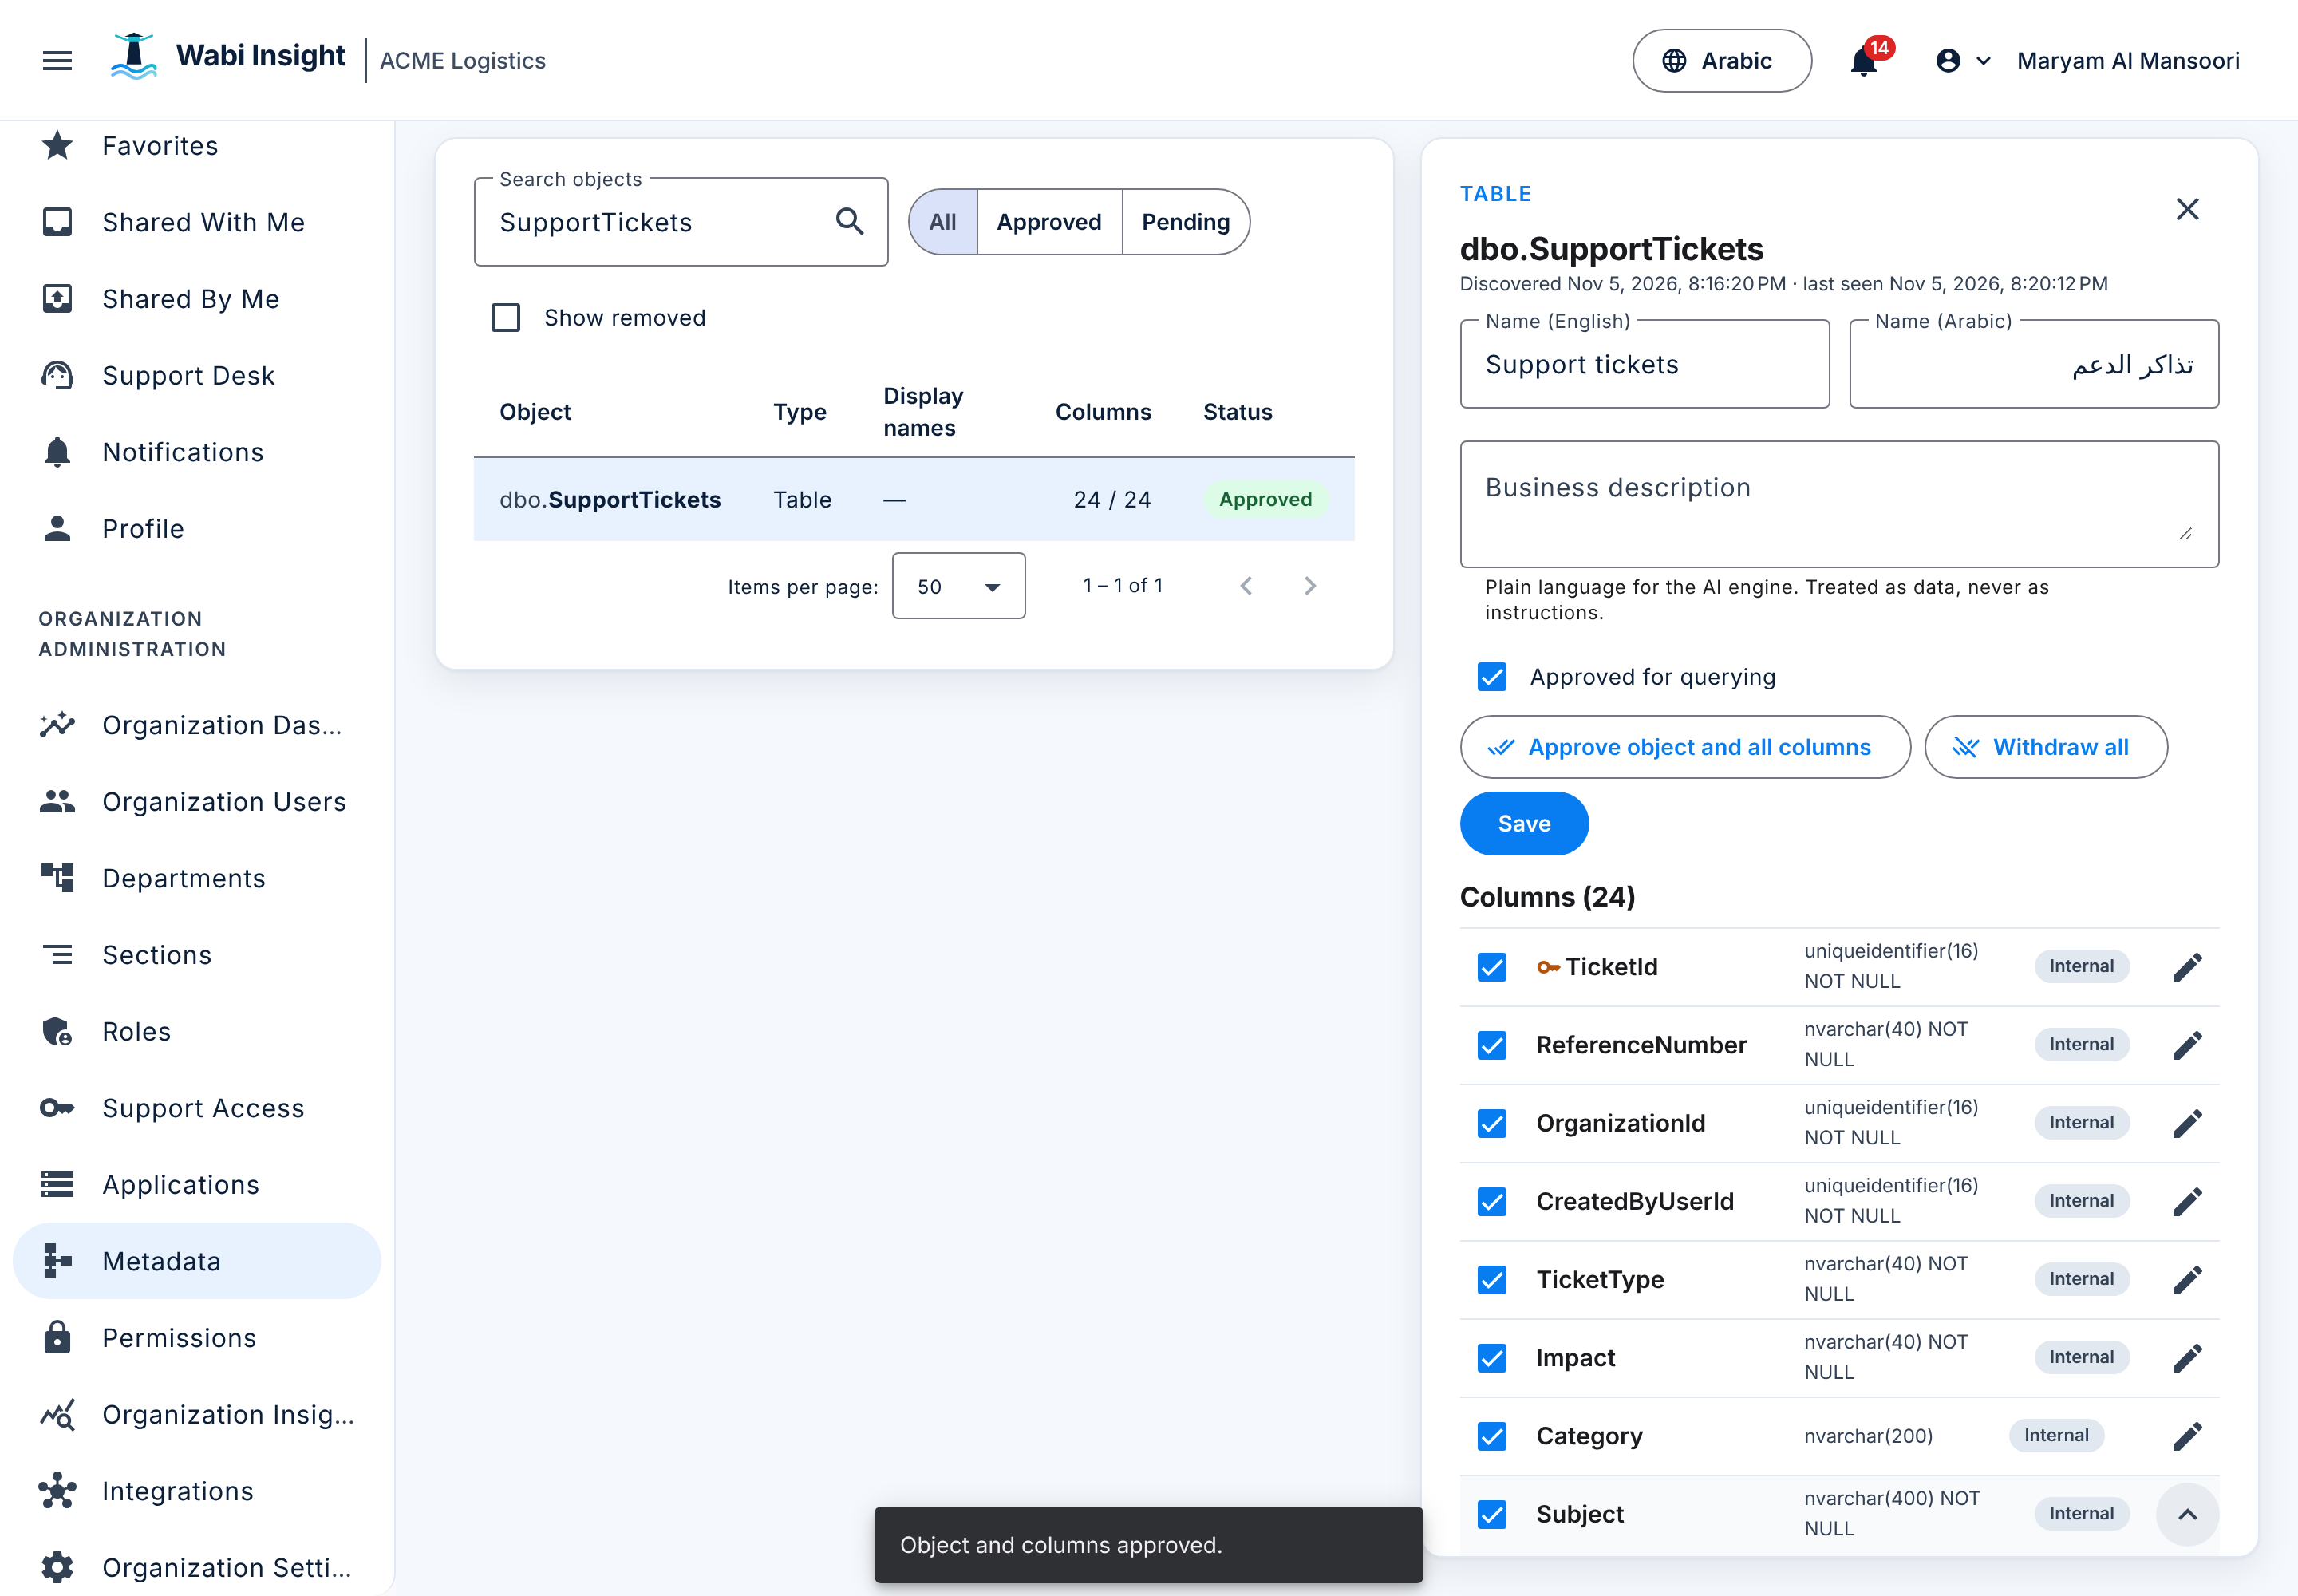 Wabi Insight
ACME Logistics
Arabic
14
Maryam Al Mansoori
Favorites
Shared With Me
Shared By Me
Support Desk
Notifications
Profile
ORGANIZATION
ADMINISTRATION
Organization Das...
Organization Users
Departments
Sections
Roles
Support Access
Applications
Metadata
Permissions
Organization Insig...
Integrations
Organization Setti...
Search objects
SupportTickets
All
Approved
Pending
Show removed
Object Type Display names Columns Status
dbo.SupportTickets Table — 24 / 24 Approved
Items per page: 50 1 – 1 of 1
TABLE
dbo.SupportTickets
Discovered Nov 5, 2026, 8:16:20 PM · last seen Nov 5, 2026, 8:20:12 PM
Name (English)
Support tickets
Name (Arabic)
تذاكر الدعم
Business description
Plain language for the AI engine. Treated as data, never as
instructions.
Approved for querying
Approve object and all columns
Withdraw all
Save
Columns (24)
TicketId uniqueidentifier(16) NOT NULL Internal
ReferenceNumber nvarchar(40) NOT NULL Internal
OrganizationId uniqueidentifier(16) NOT NULL Internal
CreatedByUserId uniqueidentifier(16) NOT NULL Internal
TicketType nvarchar(40) NOT NULL Internal
Impact nvarchar(40) NOT NULL Internal
Category nvarchar(200) Internal
Subject nvarchar(400) NOT NULL Internal
Object and columns approved.